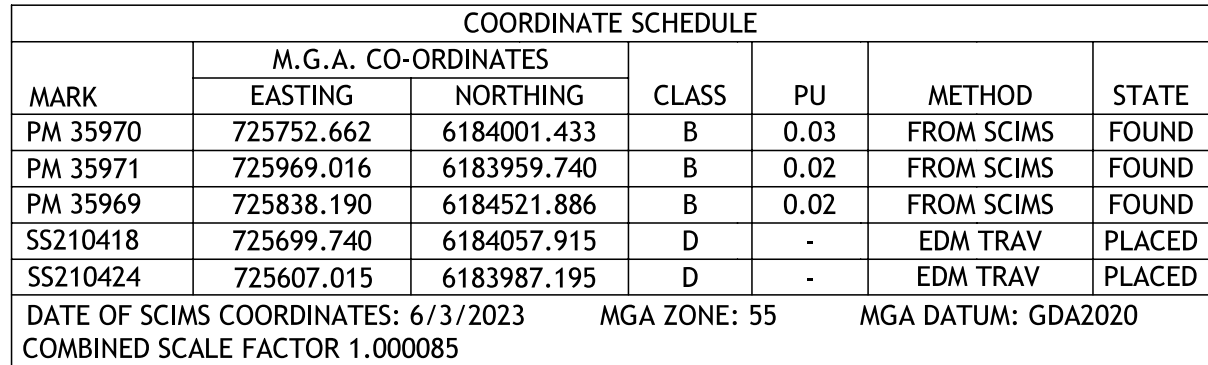 COORDINATE SCHEDULE
M.G.A. CO-ORDINATES
MARK EASTING NORTHING CLASS PU METHOD STATE
PM 35970 725752.662 6184001.433 B 0.03 FROM SCIMS FOUND
PM 35971 725969.016 6183959.740 B 0.02 FROM SCIMS FOUND
PM 35969 725838.190 6184521.886 B 0.02 FROM SCIMS FOUND
SS210418 725699.740 6184057.915 D - EDM TRAV PLACED
SS210424 725607.015 6183987.195 D - EDM TRAV PLACED
DATE OF SCIMS COORDINATES: 6/3/2023 MGA ZONE: 55 MGA DATUM: GDA2020
COMBINED SCALE FACTOR 1.000085